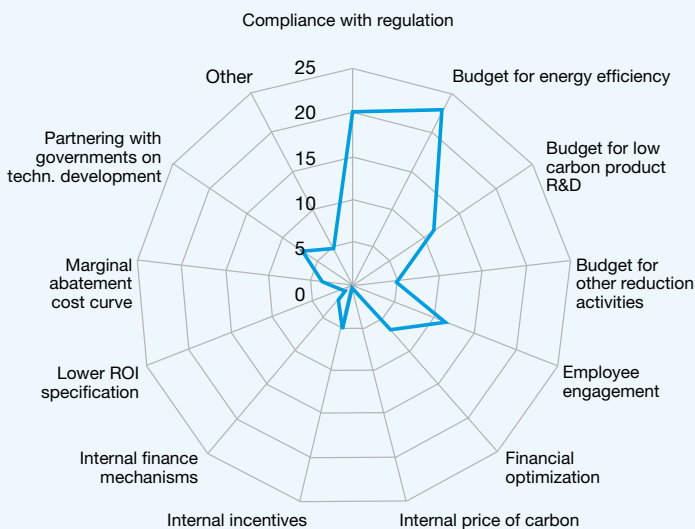 Compliance with regulation
Other
25
Budget for energy efficiency
20
Partnering with
governments on
techn. development
15
Budget for low
carbon product
R&D
10
5
Marginal
abatement
cost curve
0
Budget for
other reduction
activities
Lower ROI
specification
Employee
engagement
Internal finance
mechanisms
Financial
optimization
Internal incentives
Internal price of carbon